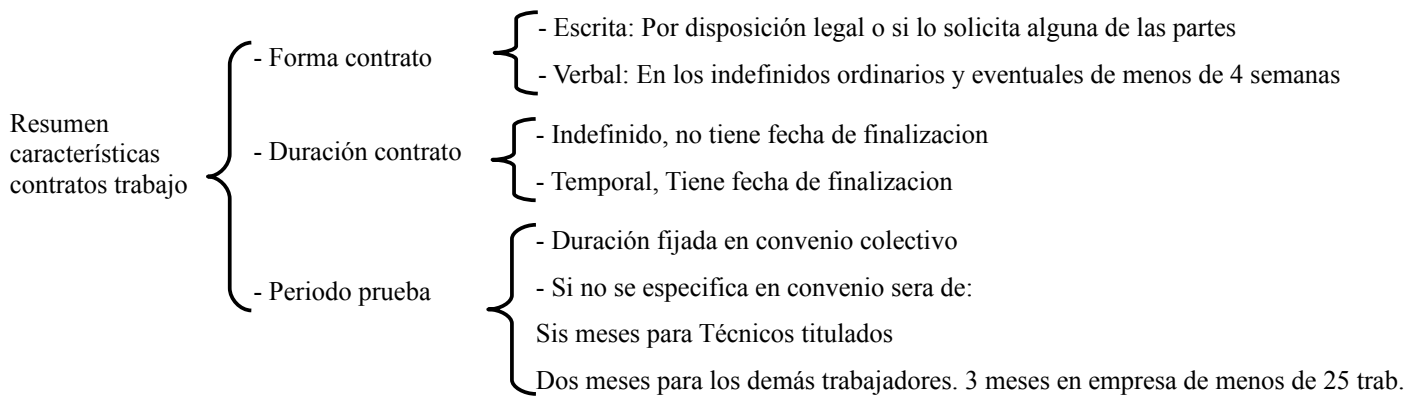 Resumen
características
contratos trabajo
- Forma contrato
- Escrita: Por disposición legal o si lo solicita alguna de las partes
- Verbal: En los indefinidos ordinarios y eventuales de menos de 4 semanas
- Duración contrato
- Indefinido, no tiene fecha de finalizacion
- Temporal, Tiene fecha de finalizacion
- Periodo prueba
- Duración fijada en convenio colectivo
- Si no se especifica en convenio sera de:
Sis meses para Técnicos titulados
Dos meses para los demás trabajadores. 3 meses en empresa de menos de 25 trab.